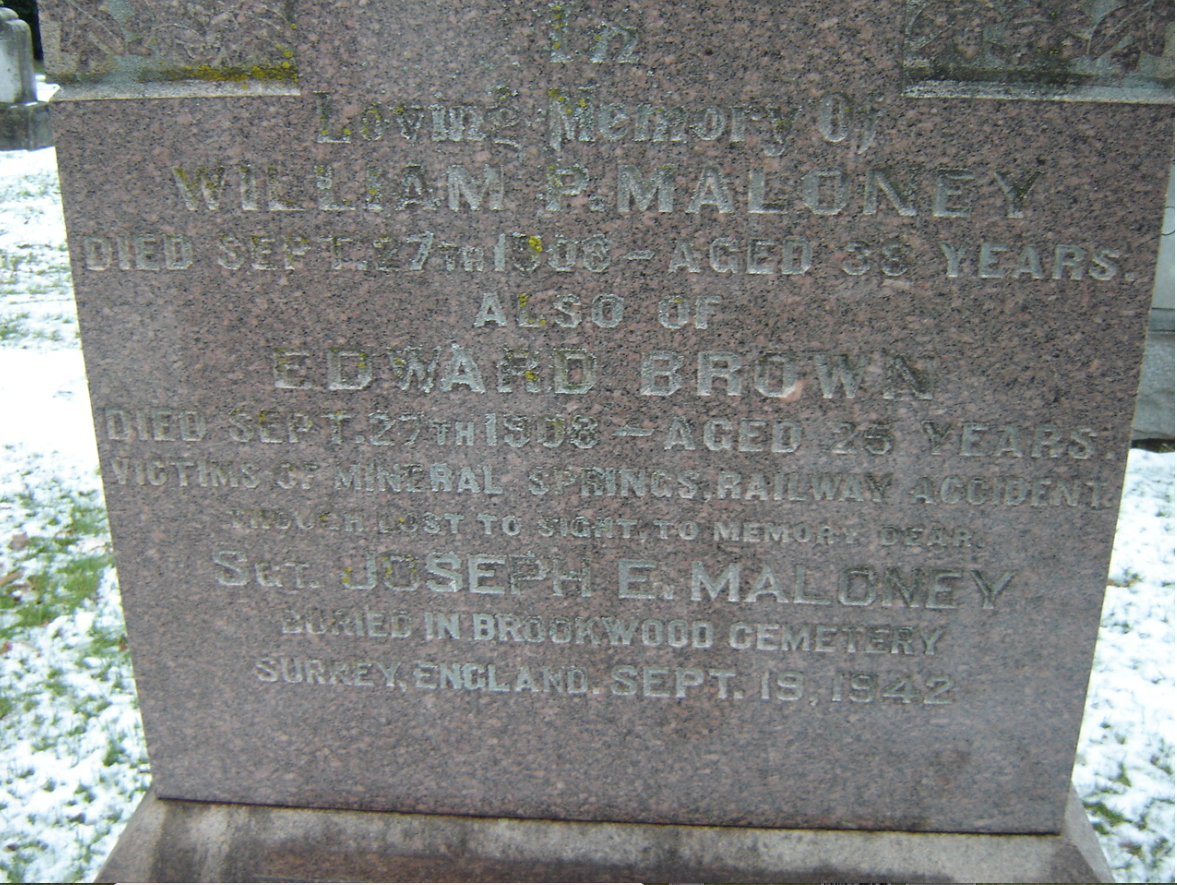 In
Loving Memory Of
WILLIAM P. MALONEY
DIED SEPT. 27TH 1908 – AGED 38 YEARS.
ALSO OF
EDWARD BROWN
DIED SEPT. 27TH 1908 – AGED 25 YEARS
VICTIMS OF MINERAL SPRINGS, RAILWAY ACCIDENT.
THOUGH LOST TO SIGHT, TO MEMORY DEAR.
SGT. JOSEPH E. MALONEY
BURIED IN BROOKWOOD CEMETERY
SURREY, ENGLAND. SEPT. 19, 1942